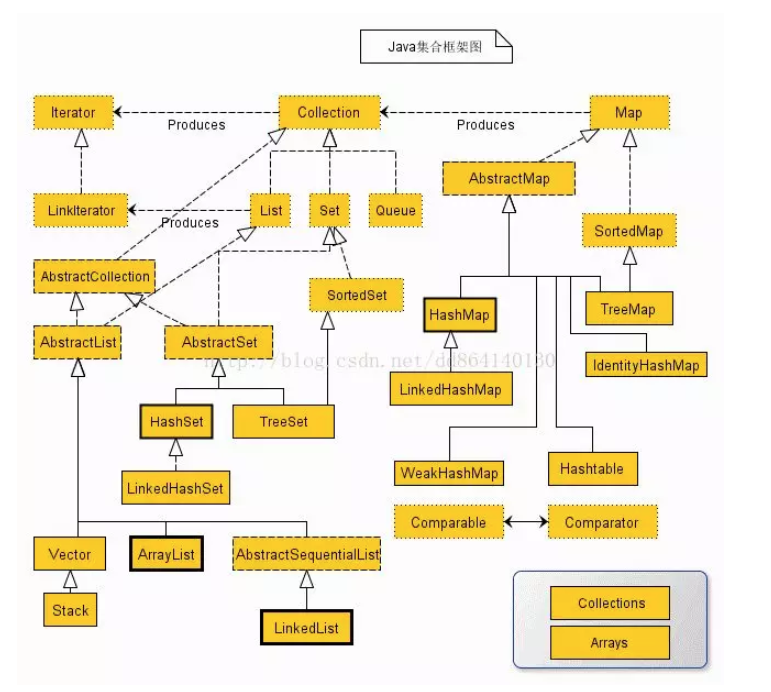 Java集合框架图
Iterator
Collection
Map
Produces
Produces
AbstractMap
LinkIterator
List
Set
Queue
Produces
SortedMap
AbstractCollection
SortedSet
TreeMap
HashMap
AbstractList
AbstractSet
http://blog.csdn.net/dd864140130
IdentityHashMap
LinkedHashMap
HashSet
TreeSet
WeakHashMap
Hashtable
LinkedHashSet
Comparable
Comparator
Vector
ArrayList
AbstractSequentialList
Stack
LinkedList
Collections
Arrays